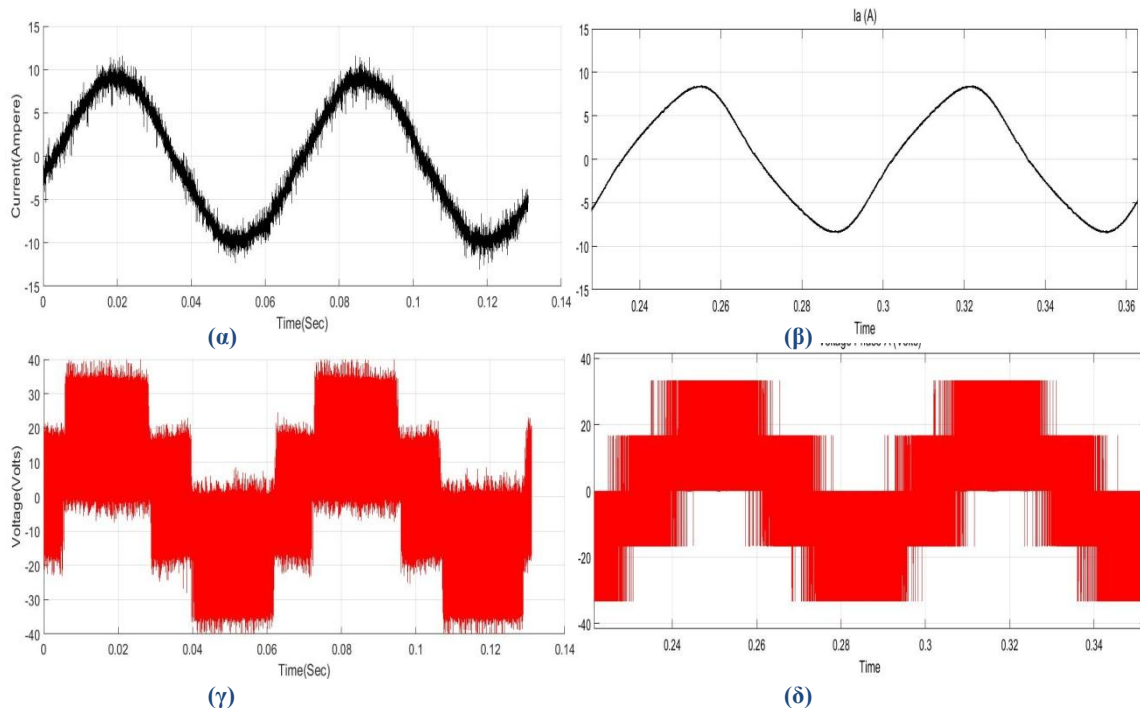 Current(Ampere)
15
10
5
0
-5
-10
-15
0 0.02 0.04 0.06 0.08 0.1 0.12 0.14
Time(Sec)
(α)
Ia (A)
15
10
5
0
-5
-10
-15
0.24 0.26 0.28 0.3 0.32 0.34 0.36
Time
(β)
Voltage(Volts)
40
30
20
10
0
-10
-20
-30
-40
0 0.02 0.04 0.06 0.08 0.1 0.12 0.14
Time(Sec)
(γ)
Voltage Phase A (Volts)
40
20
0
-20
-40
0.24 0.26 0.28 0.3 0.32 0.34
Time
(δ)